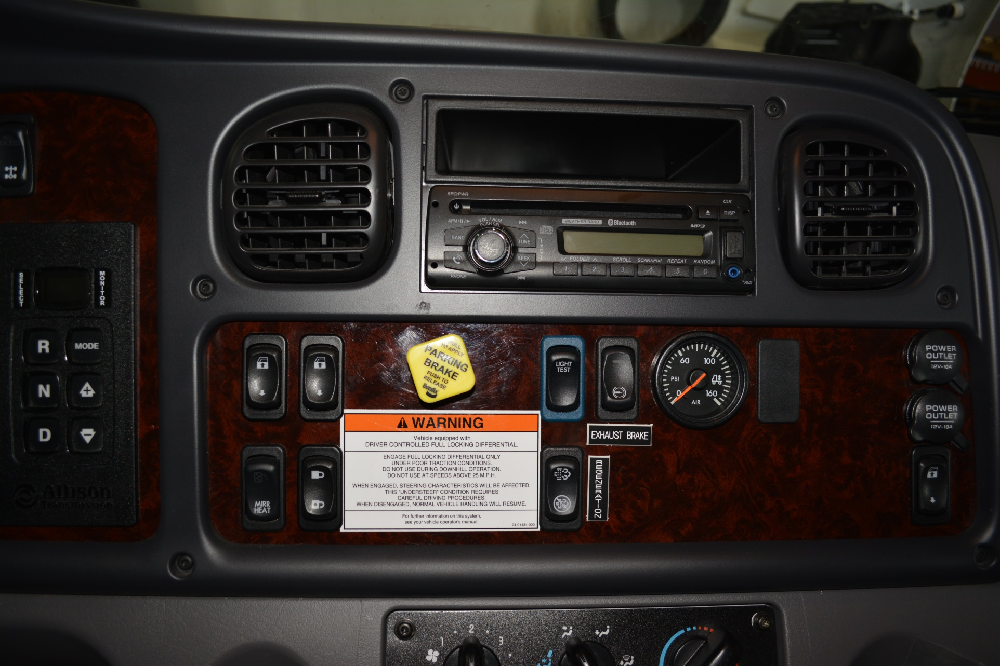 SELECT
MONITOR
R
MODE
N
D
Allison
Transmission
SRC/PWR
CLK
DISP
APM/II/▶
VOL / ALM
PUSH SEL
WEATHER BAND
Bluetooth
MP3
BAND
TUNE
FILE
SEEK
PHONE
FOLDER
SCROLL
SCAN/iPod
REPEAT
RANDOM
1
2
3
4
5
6
AUX
PULL
TO APPLY
PARKING
BRAKE
PUSH TO
RELEASE
Bendix
LIGHT
TEST
60
100
PSI
0
160
AIR
POWER
OUTLET
12V-10A
POWER
OUTLET
12V-10A
EXHAUST BRAKE
MIRR
HEAT
WARNING
Vehicle equipped with
DRIVER CONTROLLED FULL LOCKING DIFFERENTIAL.
ENGAGE FULL LOCKING DIFFERENTIAL ONLY
UNDER POOR TRACTION CONDITIONS.
DO NOT USE DURING DOWNHILL OPERATION.
DO NOT USE AT SPEEDS ABOVE 25 M.P.H.
WHEN ENGAGED, STEERING CHARACTERISTICS WILL BE AFFECTED.
THIS "UNDERSTEER" CONDITION REQUIRES
CAREFUL DRIVING PROCEDURES.
WHEN DISENGAGED, NORMAL VEHICLE HANDLING WILL RESUME.
For further information on this system,
see your vehicle operator's manual.
24-01434-000
REGENERATION
1
2
3